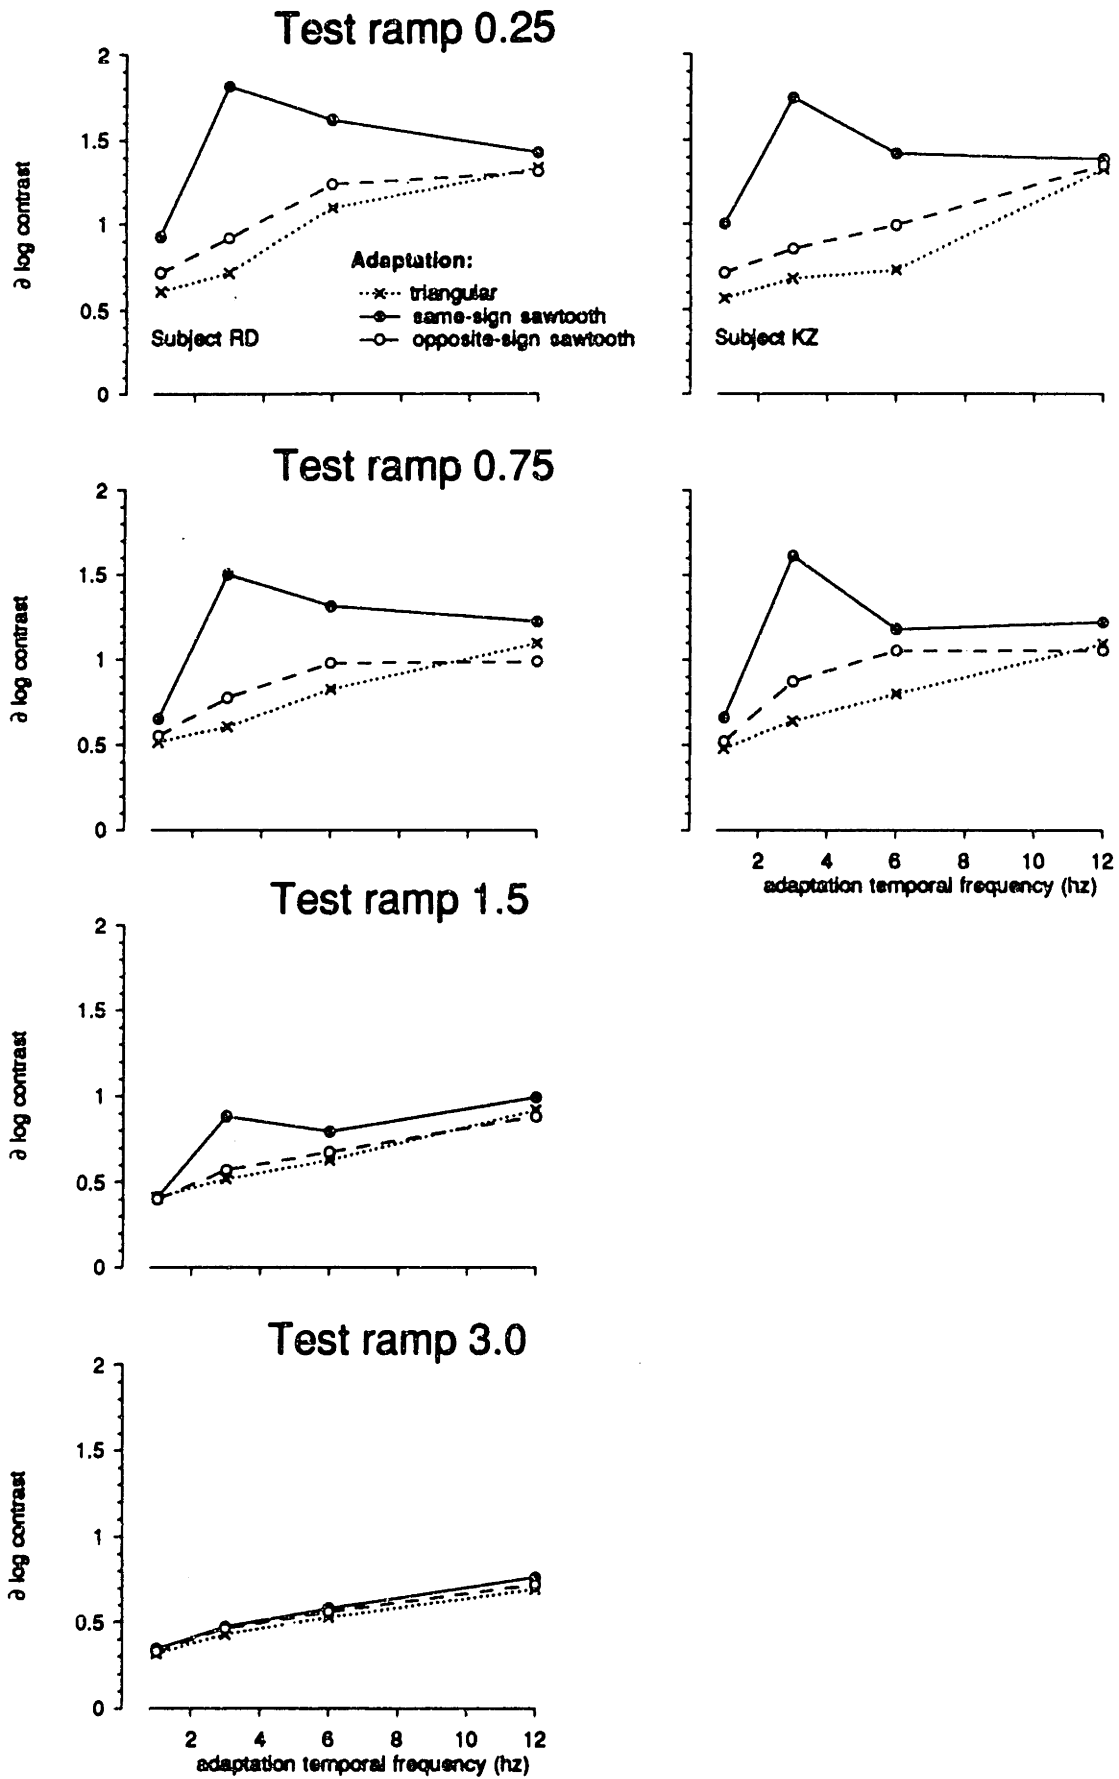 Test ramp 0.25
2
1.5
1
0.5
0
∂ log contrast
Adaptation:
triangular
same-sign sawtooth
opposite-sign sawtooth
Subject RD
Subject KZ
Test ramp 0.75
2
1.5
1
0.5
0
∂ log contrast
2 4 6 8 10 12
adaptation temporal frequency (hz)
Test ramp 1.5
2
1.5
1
0.5
0
∂ log contrast
Test ramp 3.0
2
1.5
1
0.5
0
∂ log contrast
2 4 6 8 10 12
adaptation temporal frequency (hz)